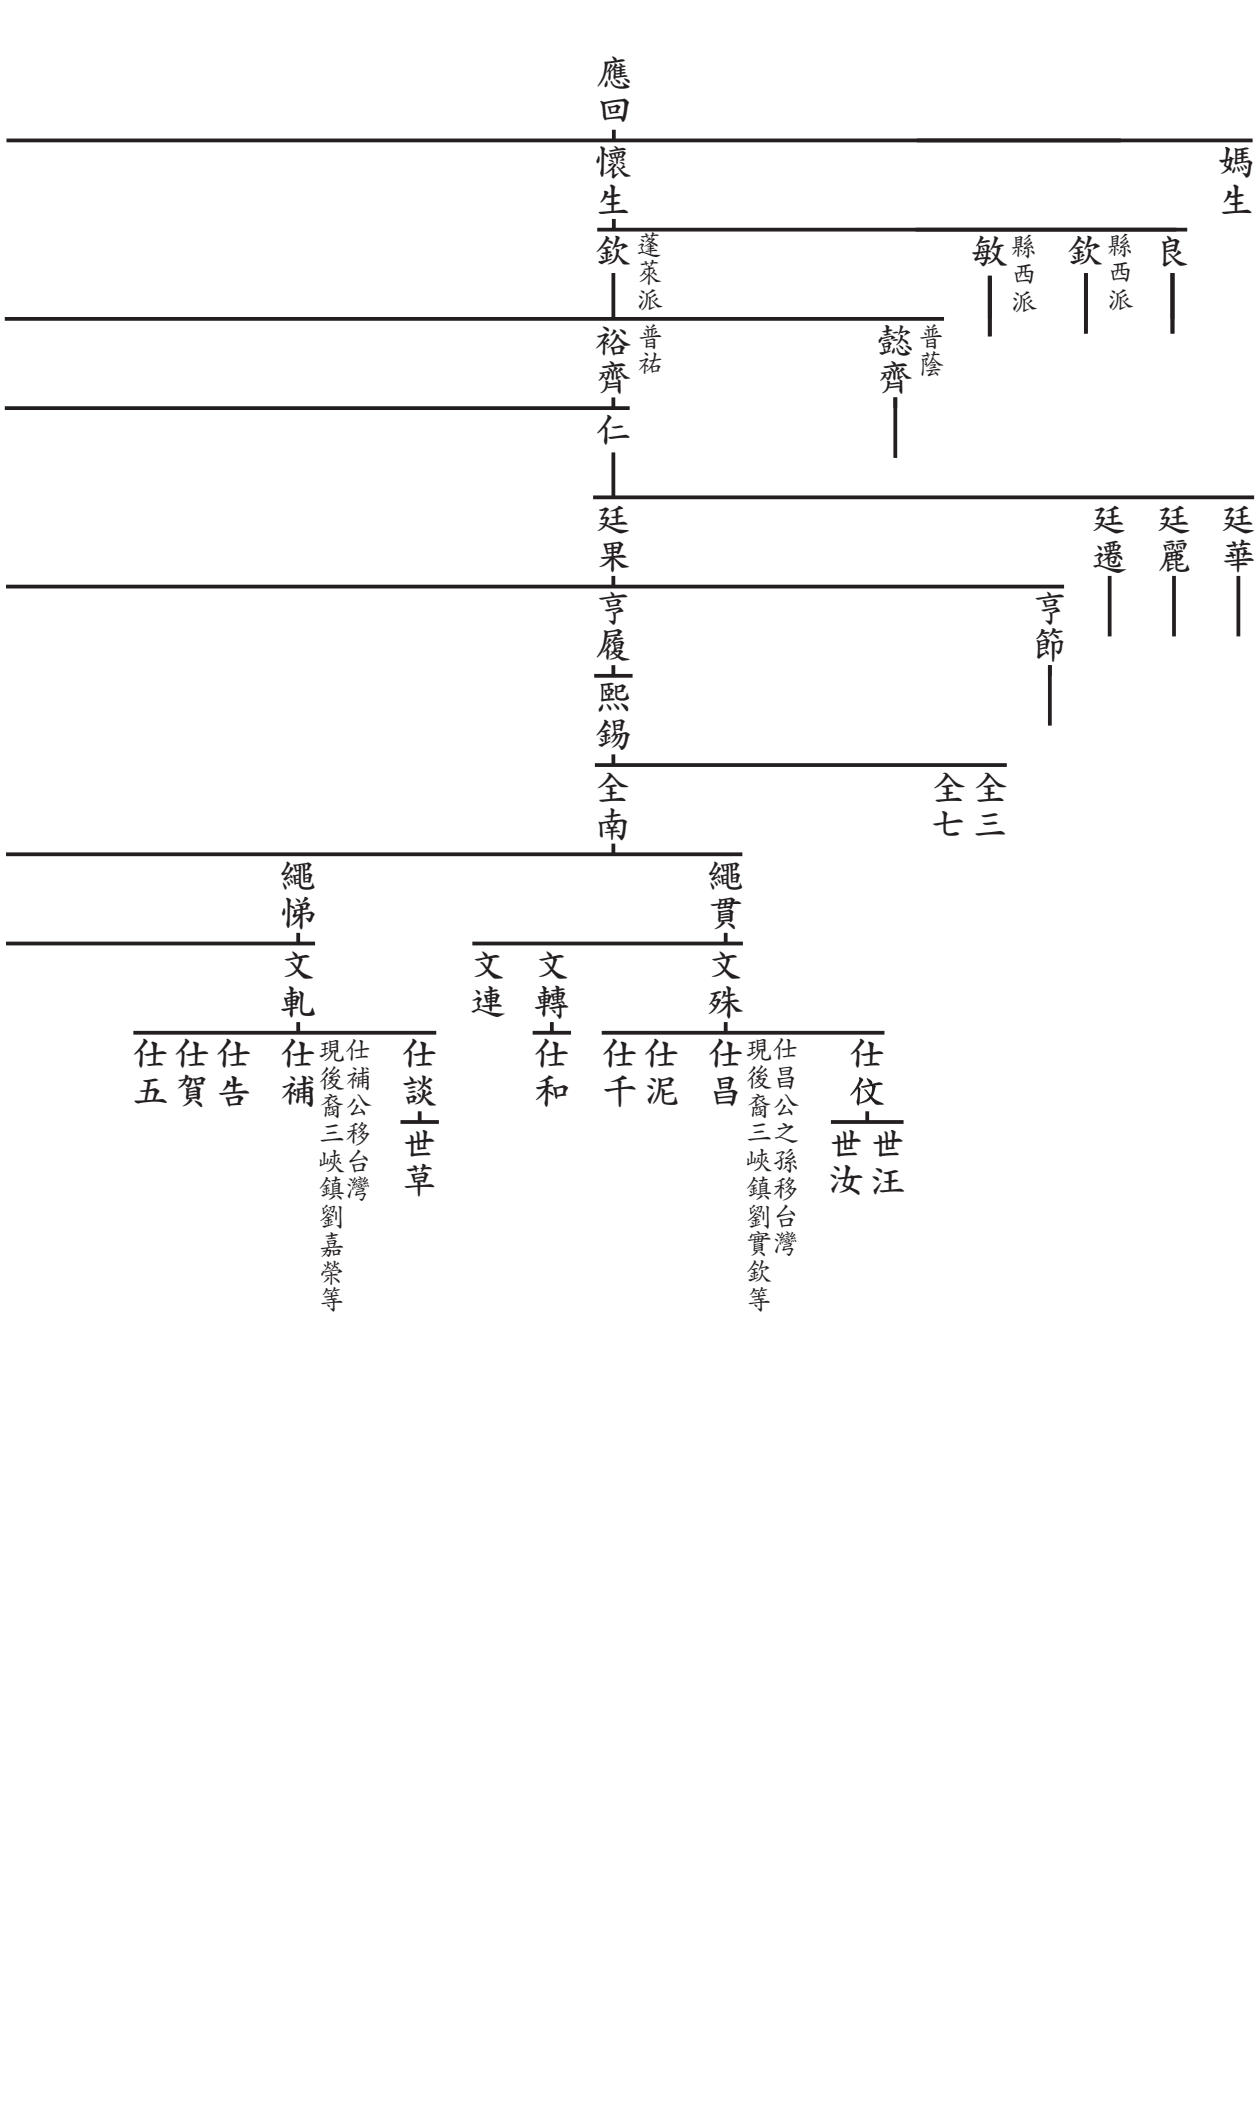 應回
媽生
懷生
良
縣西派
欽
縣西派
敏
蓬萊派
欽
普蔭
懿齊
普祐
裕齊
仁
廷華
廷麗
廷遷
廷果
亨節
亨履
熙錫
全三
全七
全南
繩貫
繩悌
文殊
文轉
文連
文軋
仕伩
仕昌公之孫移台灣
現後裔三峽鎮劉實欽等
仕昌
仕泥
仕千
仕和
仕談
仕補公移台灣
現後裔三峽鎮劉嘉榮等
仕補
仕告
仕賀
仕五
世汪
世汝
世草